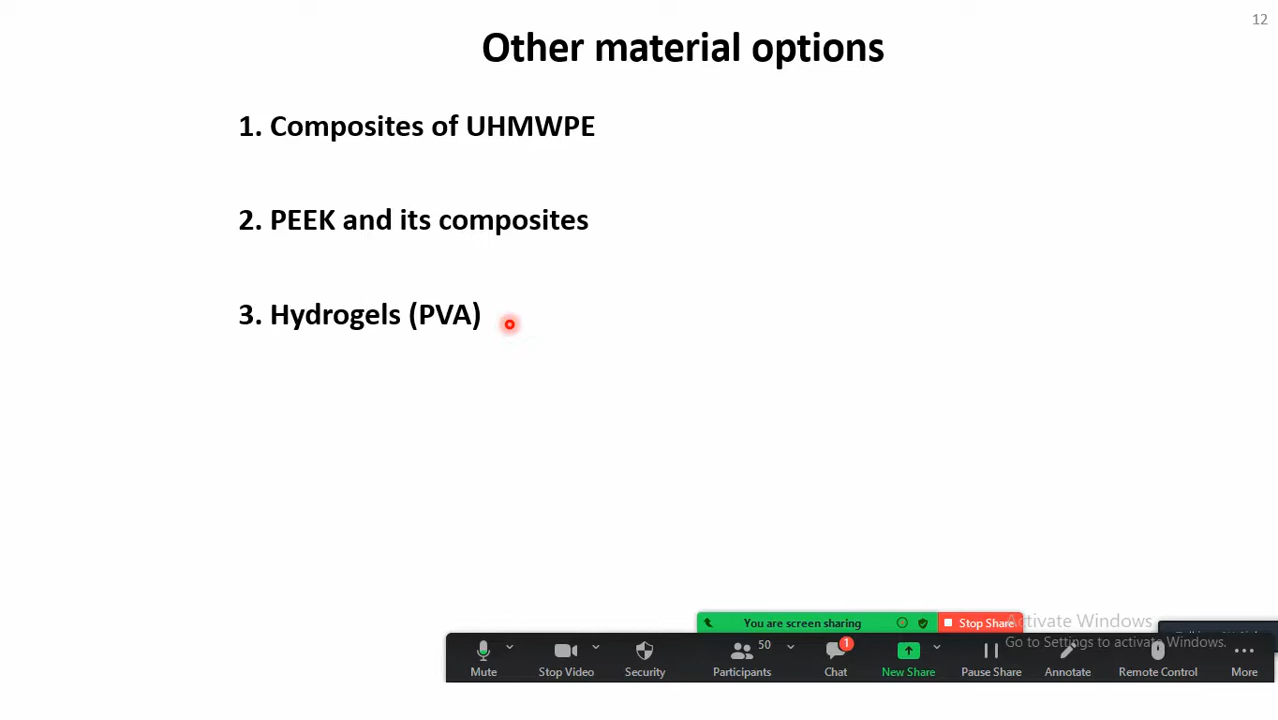 12
Other material options
1. Composites of UHMWPE
2. PEEK and its composites
3. Hydrogels (PVA)
You are screen sharing
Stop Share
Activate Windows
Go to Settings to activate Windows.
50
1
Mute
Stop Video
Security
Participants
Chat
New Share
Pause Share
Annotate
Remote Control
More